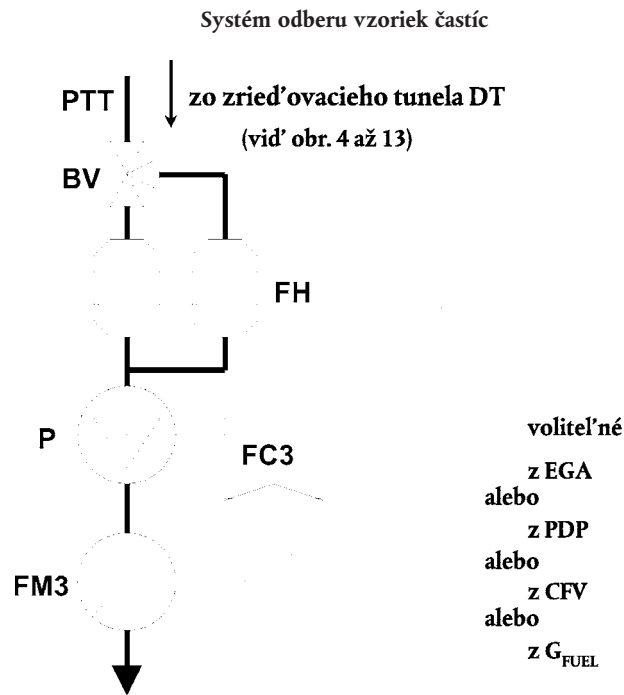 Systém odberu vzoriek častíc
PTT
zo zrieďovacieho tunela DT
(viď obr. 4 až 13)
BV
FH
P
FC3
voliteľné
z EGA
alebo
z PDP
alebo
FM3
z CFV
alebo
z G_FUEL